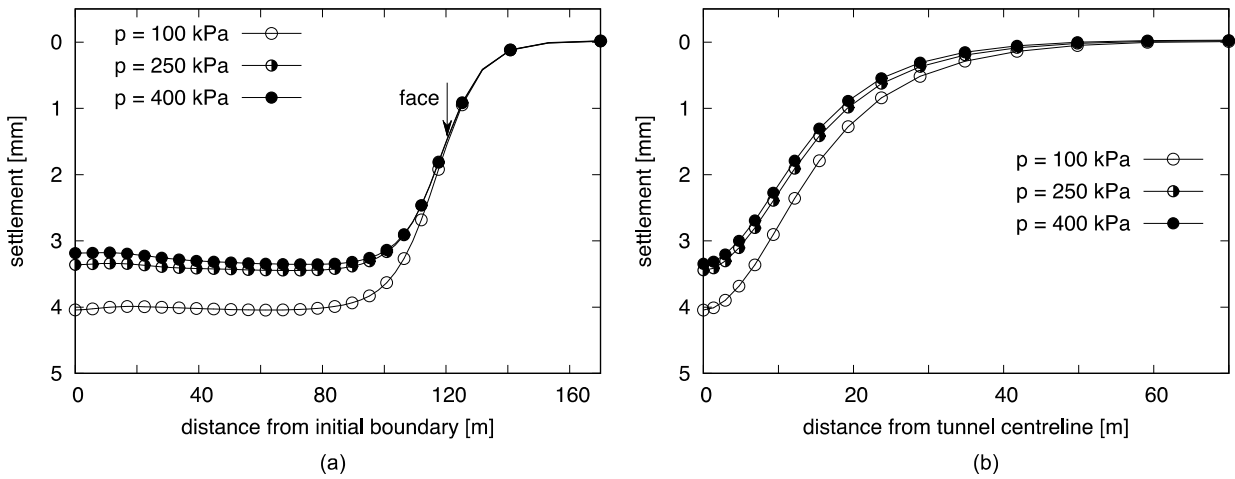 p = 100 kPa
p = 250 kPa
p = 400 kPa
face
0
1
2
3
4
5
settlement [mm]
0 40 80 120 160
distance from initial boundary [m]
(a)
p = 100 kPa
p = 250 kPa
p = 400 kPa
0
1
2
3
4
5
settlement [mm]
0 20 40 60
distance from tunnel centreline [m]
(b)